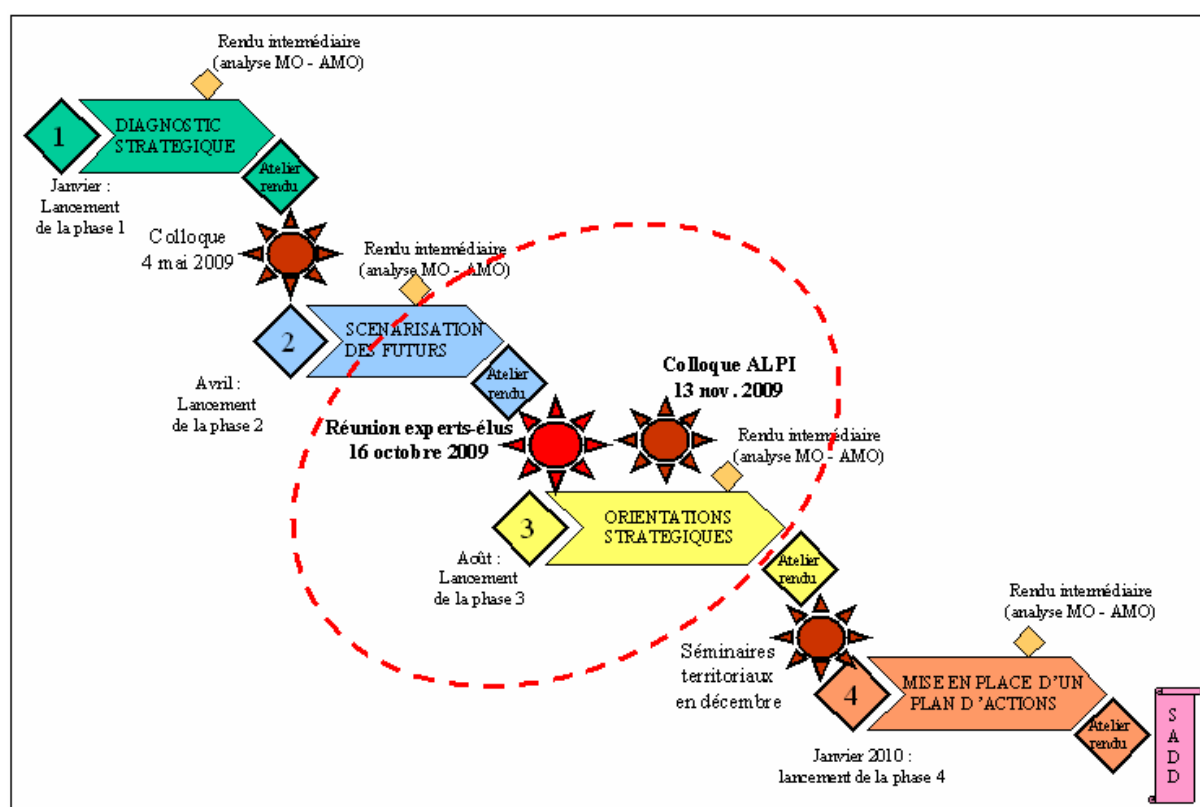 Rendu intermédiaire
(analyse MO - AMO)
1
DIAGNOSTIC
STRATEGIQUE
Atelier
rendu
Janvier :
Lancement
de la phase 1
Colloque
4 mai 2009
Rendu intermédiaire
(analyse MO - AMO)
2
SCENARISATION
DES FUTURS
Atelier
rendu
Avril :
Lancement
de la phase 2
Colloque ALPI
13 nov. 2009
Réunion experts-élus
16 octobre 2009
Rendu intermédiaire
(analyse MO - AMO)
3
ORIENTATIONS
STRATEGIQUES
Atelier
rendu
Août :
Lancement
de la phase 3
Rendu intermédiaire
(analyse MO - AMO)
Séminaires
territoriaux
en décembre
4
MISE EN PLACE D'UN
PLAN D'ACTIONS
Atelier
rendu
Janvier 2010 :
lancement de la phase 4
S
A
D
D